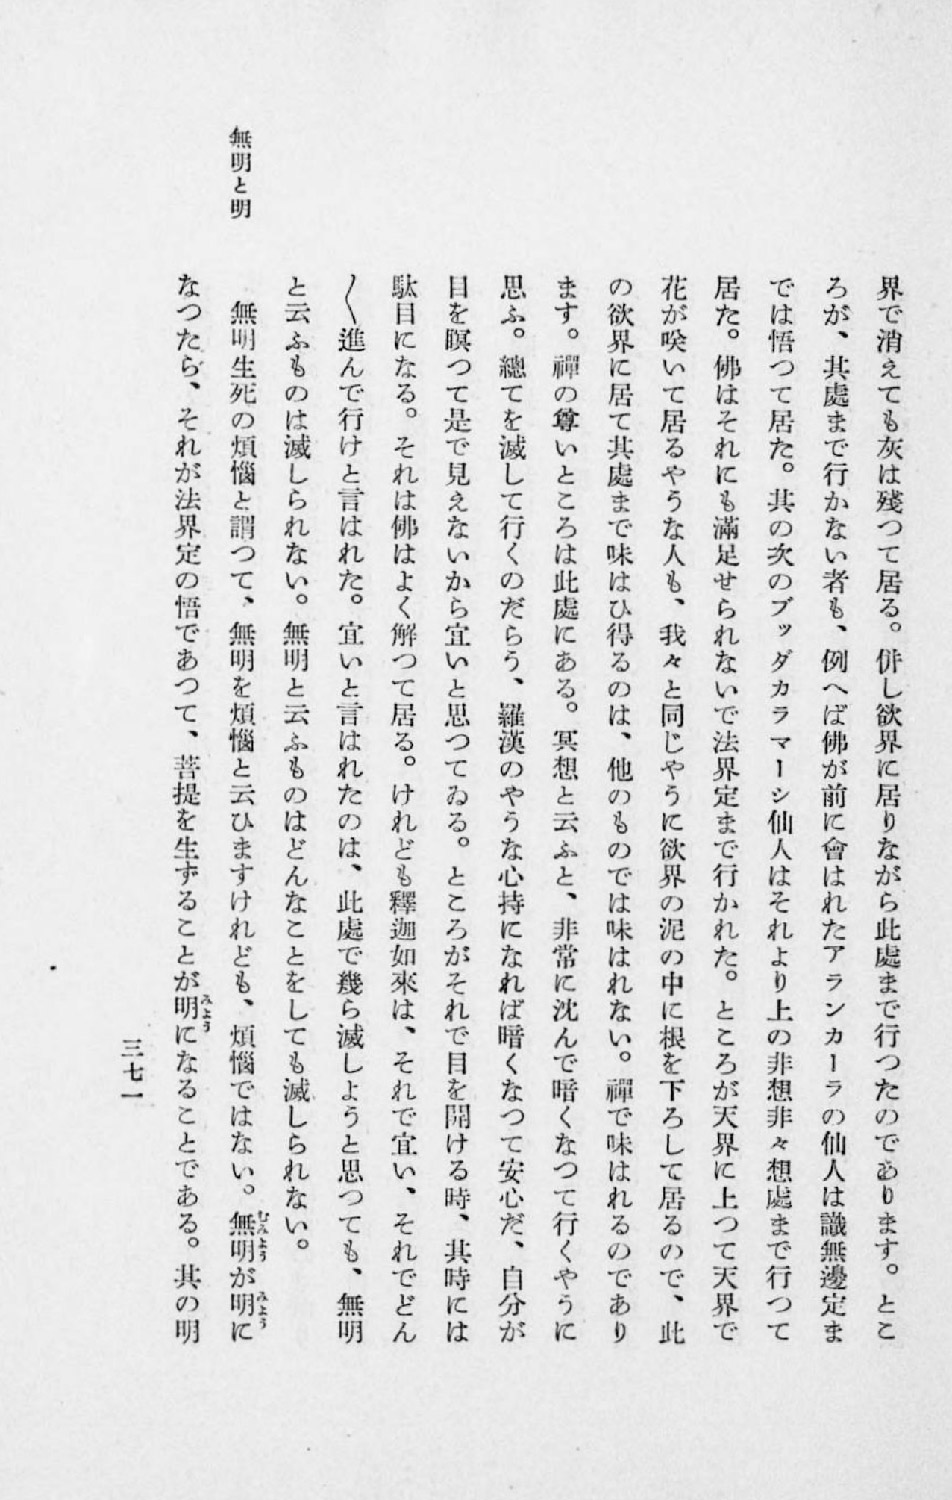 無明と明
界で消えても灰は殘つて居る。併し欲界に居りながら此處まで行つたのであります。とこ
ろが、其處まで行かない者も、例へば佛が前に會はれたアランカーラの仙人は識無邊定ま
では悟つて居た。其の次のブッダカラマーシ仙人はそれより上の非想非々想處まで行つて
居た。佛はそれにも滿足せられないで法界定まで行かれた。ところが天界に上つて天界で
花が咲いて居るやうな人も、我々と同じやうに欲界の泥の中に根を下ろして居るので、此
の欲界に居て其處まで味はひ得るのは、他のものでは味はれない。禪で味はれるのであり
ます。禪の尊いところは此處にある。冥想と云ふと、非常に沈んで暗くなつて行くやうに
思ふ。總てを滅して行くのだらう、羅漢のやうな心持になれば暗くなつて安心だ、自分が
目を瞑つて是で見えないから宜いと思つてゐる。ところがそれで目を開ける時、其時には
駄目になる。それは佛はよく解つて居る。けれども釋迦如來は、それで宜い、それでどん
〱進んで行けと言はれた。宜いと言はれたのは、此處で幾ら滅しようと思つても、無明
と云ふものは滅しられない。無明と云ふものはどんなことをしても滅しられない。
無明生死の煩惱と謂つて、無明を煩惱と云ひますけれども、煩惱ではない。無明が明に
むみよう みよう
なつたら、それが法界定の悟であつて、菩提を生ずることが明になることである。其の明
みよう
三七一